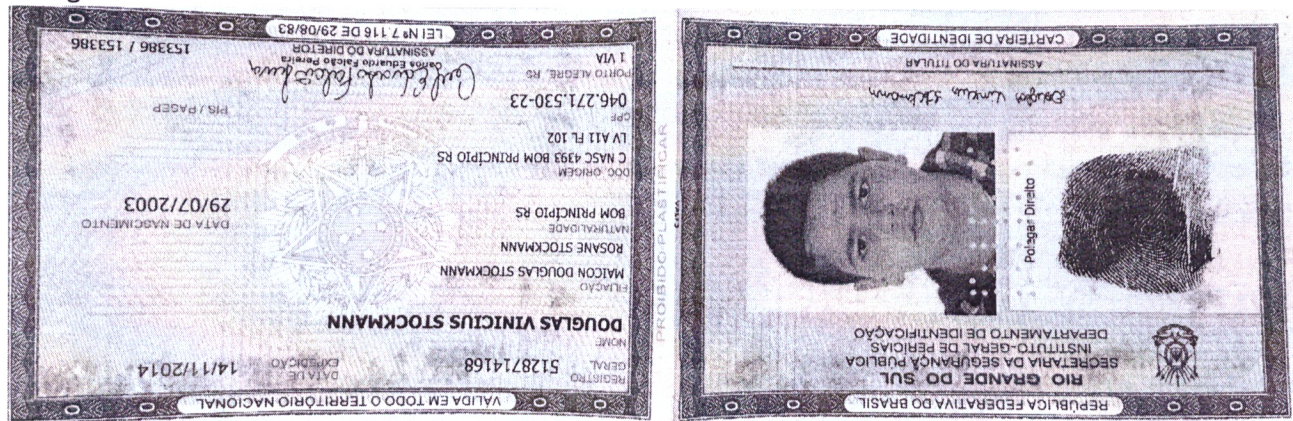 REPÚBLICA FEDERATIVA DO BRASIL
RIO GRANDE DO SUL
SECRETARIA DA SEGURANÇA PÚBLICA
INSTITUTO-GERAL DE PERÍCIAS
DEPARTAMENTO DE IDENTIFICAÇÃO
Polegar Direito
Douglas Vinicius Stockmann
ASSINATURA DO TITULAR
CARTEIRA DE IDENTIDADE
PROIBIDO PLASTIFICAR
VÁLIDA EM TODO O TERRITÓRIO NACIONAL
REGISTRO GERAL 5128714168 DATA DE EXPEDIÇÃO 14/11/2014
NOME
DOUGLAS VINICIUS STOCKMANN
FILIAÇÃO
MAICON DOUGLAS STOCKMANN
ROSANE STOCKMANN
NATURALIDADE DATA DE NASCIMENTO
BOM PRINCÍPIO RS 29/07/2003
DOC. ORIGEM
C NASC 4393 BOM PRINCÍPIO RS
LV A11 FL 102
CPF PIS / PASEP
046.271.530-23
PORTO ALEGRE, RS
1 VIA
Carlos Eduardo Falcão Pereira
ASSINATURA DO DIRETOR
153386 / 153386
LEI Nº 7.116 DE 29/08/83